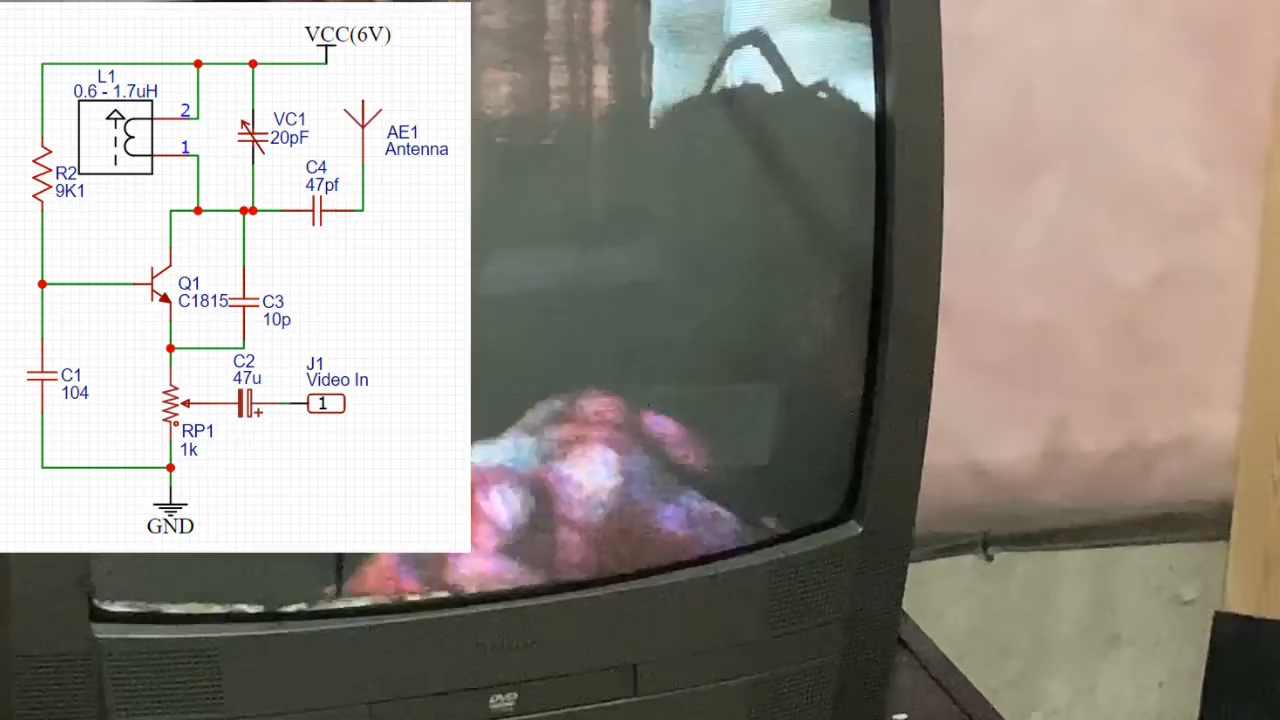 VCC(6V)
L1
0.6 - 1.7uH
2
1
VC1
20pF
AE1
Antenna
C4
47pf
R2
9K1
Q1
C1815
C3
10p
C1
104
C2
47u
+
J1
Video In
1
RP1
1k
GND
DVD